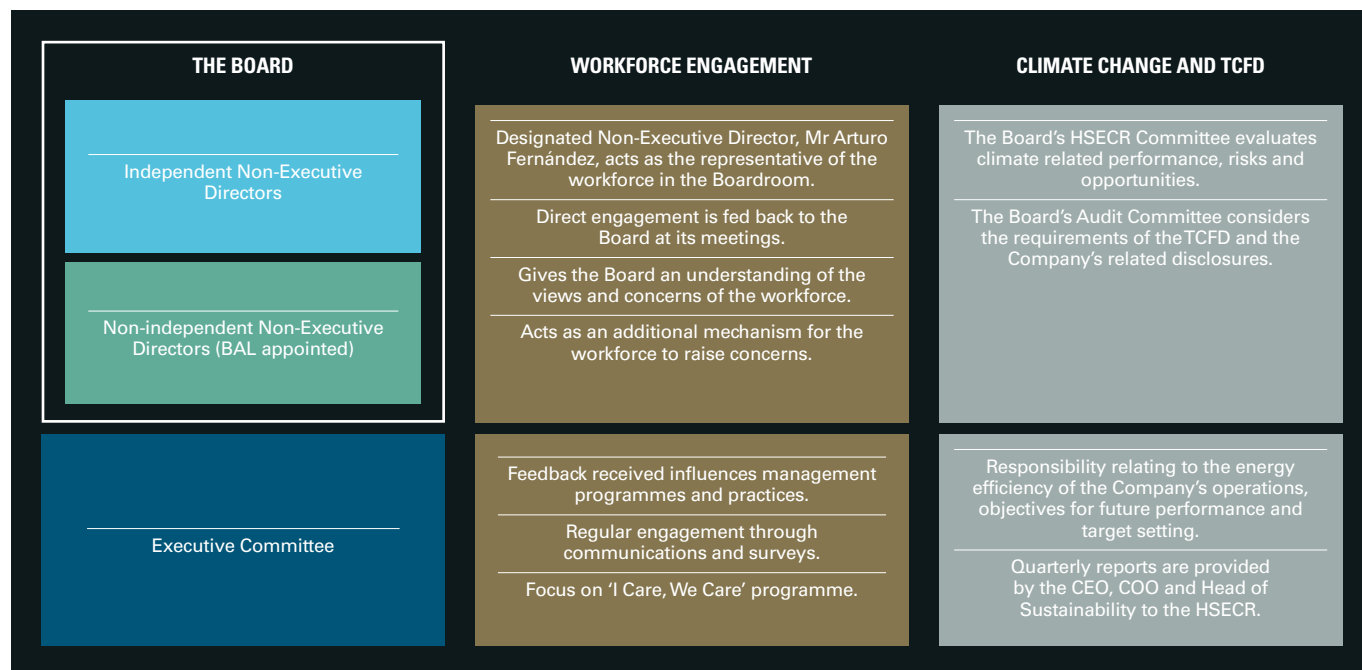 THE BOARD
Independent Non-Executive
Directors
Non-independent Non-Executive
Directors (BAL appointed)
Executive Committee
WORKFORCE ENGAGEMENT
Designated Non-Executive Director, Mr Arturo
Fernández, acts as the representative of the
workforce in the Boardroom.
Direct engagement is fed back to the
Board at its meetings.
Gives the Board an understanding of the
views and concerns of the workforce.
Acts as an additional mechanism for the
workforce to raise concerns.
Feedback received influences management
programmes and practices.
Regular engagement through
communications and surveys.
Focus on ‘I Care, We Care’ programme.
CLIMATE CHANGE AND TCFD
The Board’s HSECR Committee evaluates
climate related performance, risks and
opportunities.
The Board’s Audit Committee considers
the requirements of the TCFD and the
Company’s related disclosures.
Responsibility relating to the energy
efficiency of the Company’s operations,
objectives for future performance and
target setting.
Quarterly reports are provided
by the CEO, COO and Head of
Sustainability to the HSECR.